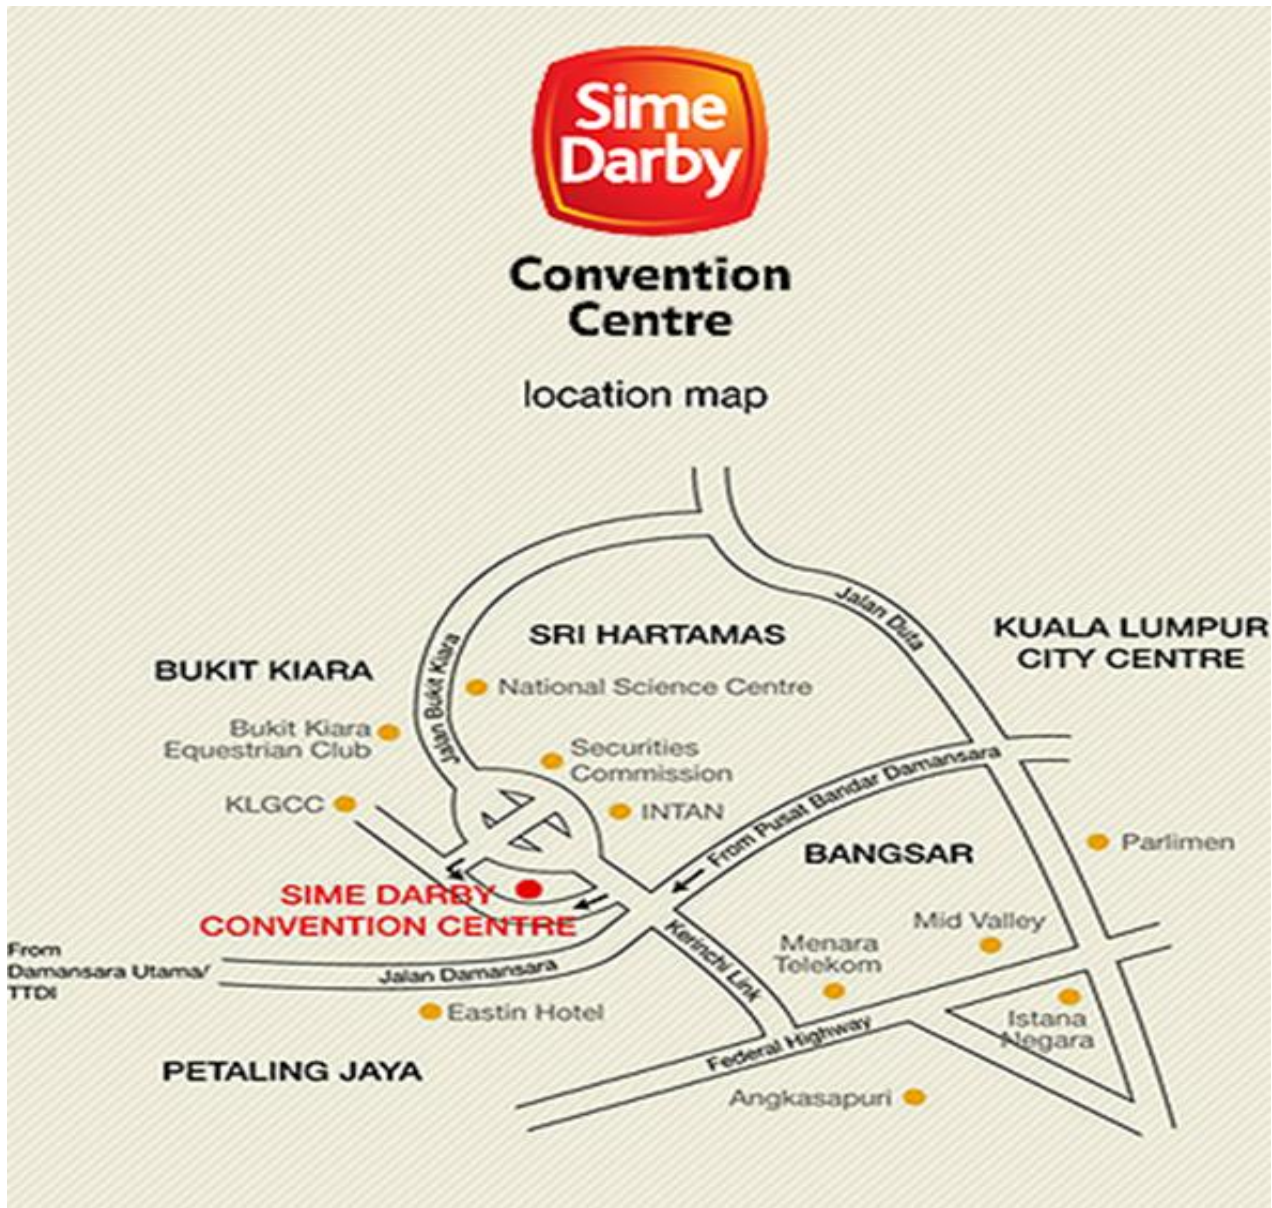 Sime
Darby
Convention
Centre
location map
Jalan Duta
KUALA LUMPUR
CITY CENTRE
SRI HARTAMAS
BUKIT KIARA
Jalan Bukit Kiara
National Science Centre
Bukit Kiara
Equestrian Club
Securities
Commission
KLGCC
INTAN
From Pusat Bandar Damansara
BANGSAR
Parlimen
SIME DARBY
CONVENTION CENTRE
Mid Valley
Menara
Telekom
Kerinchi Link
From
Damansara Utama/
TTDI
Jalan Damansara
Eastin Hotel
Istana
Negara
Federal Highway
PETALING JAYA
Angkasapuri